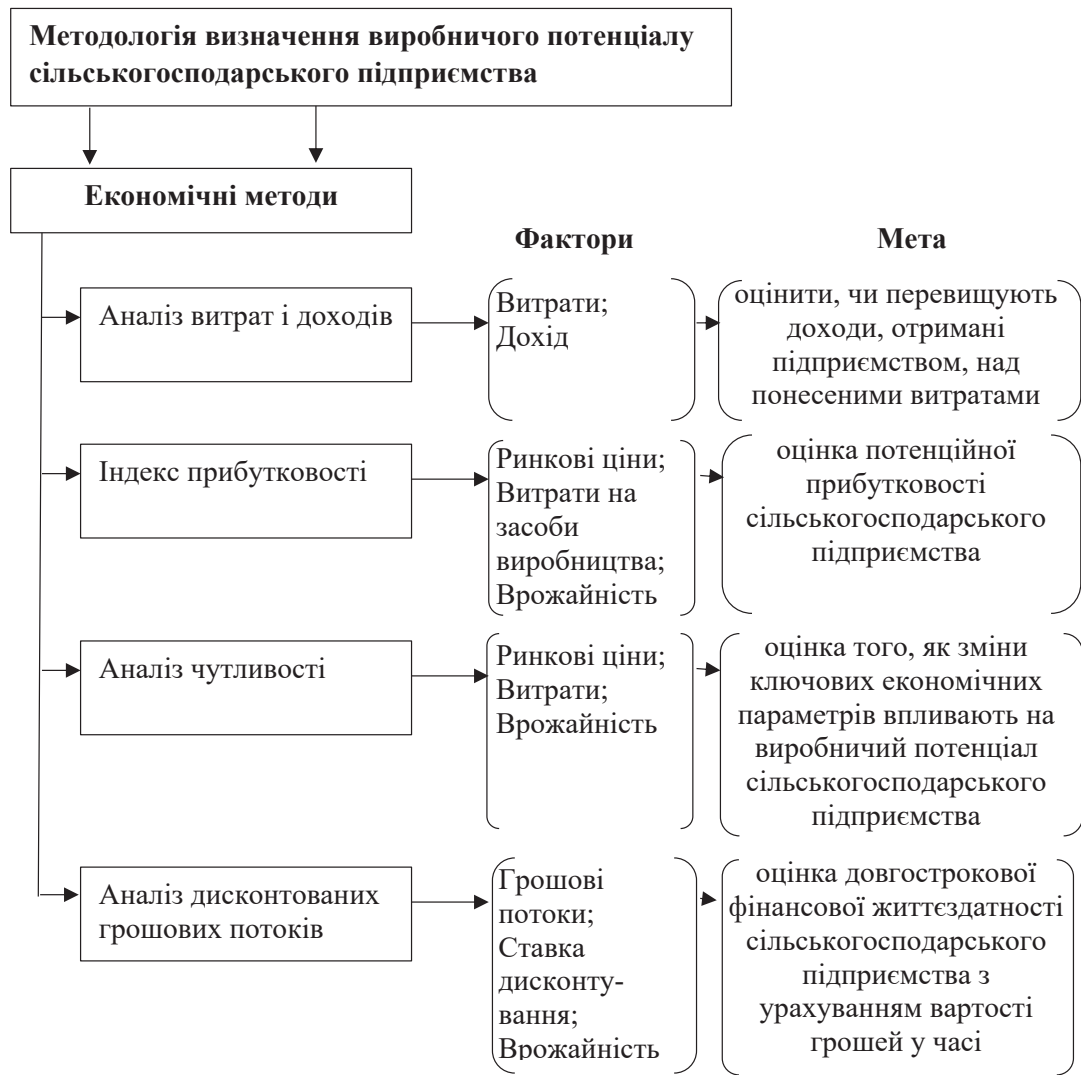 Методологія визначення виробничого потенціалу
сільськогосподарського підприємства
Економічні методи
Фактори
Мета
Аналіз витрат і доходів
Витрати;
Дохід
оцінити, чи перевищують
доходи, отримані
підприємством, над
понесеними витратами
Індекс прибутковості
Ринкові ціни;
Витрати на
засоби
виробництва;
Врожайність
оцінка потенційної
прибутковості
сільськогосподарського
підприємства
Аналіз чутливості
Ринкові ціни;
Витрати;
Врожайність
оцінка того, як зміни
ключових економічних
параметрів впливають на
виробничий потенціал
сільськогосподарського
підприємства
Аналіз дисконтованих
грошових потоків
Грошові
потоки;
Ставка
дисконту-
вання;
Врожайність
оцінка довгострокової
фінансової життєздатності
сільськогосподарського
підприємства з
урахуванням вартості
грошей у часі